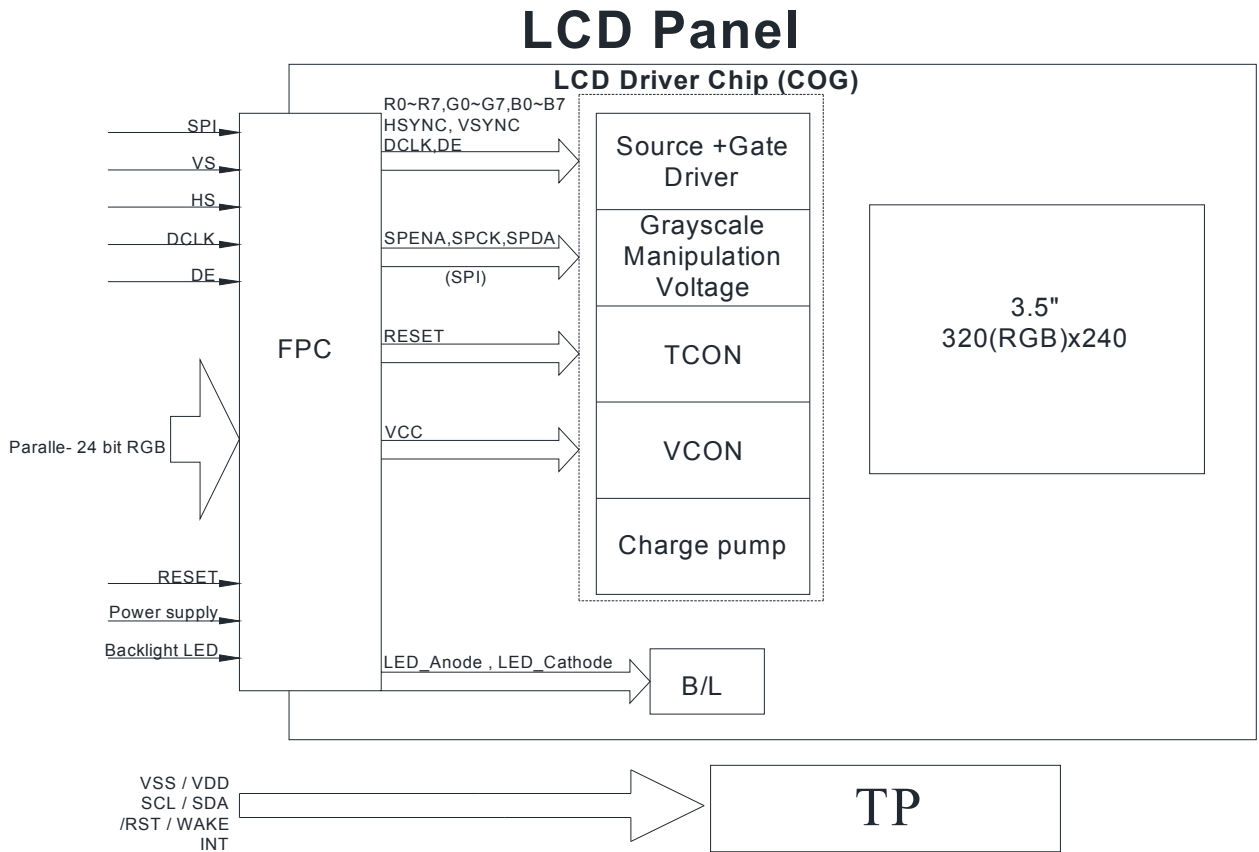 LCD Panel
LCD Driver Chip (COG)
SPI
VS
HS
DCLK
DE
Paralle- 24 bit RGB
RESET
Power supply
Backlight LED
FPC
R0~R7,G0~G7,B0~B7
HSYNC, VSYNC
DCLK,DE
SPENA,SPCK,SPDA
(SPI)
RESET
VCC
LED_Anode , LED_Cathode
Source +Gate
Driver
Grayscale
Manipulation
Voltage
TCON
VCON
Charge pump
B/L
3.5"
320(RGB)x240
VSS / VDD
SCL / SDA
/RST / WAKE
INT
TP